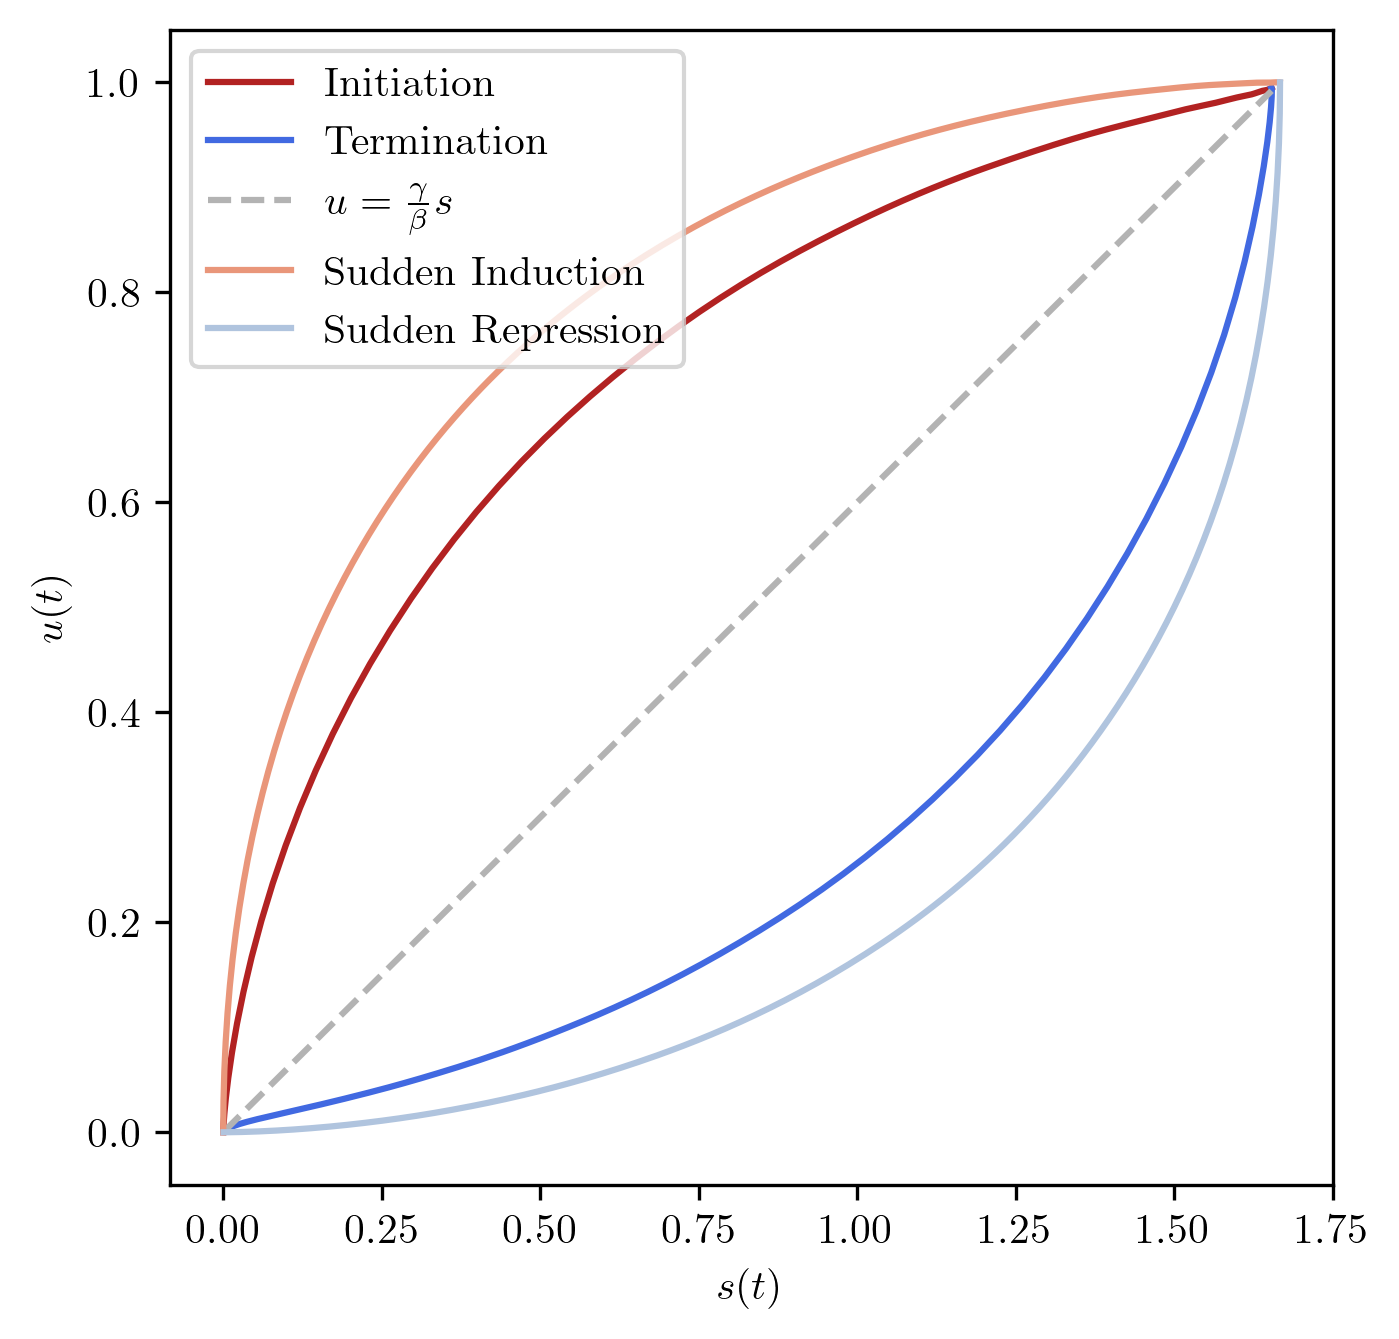 Initiation
Termination
u = γ/β s
Sudden Induction
Sudden Repression
1.0
0.8
0.6
0.4
0.2
0.0
u(t)
0.00 0.25 0.50 0.75 1.00 1.25 1.50 1.75
s(t)